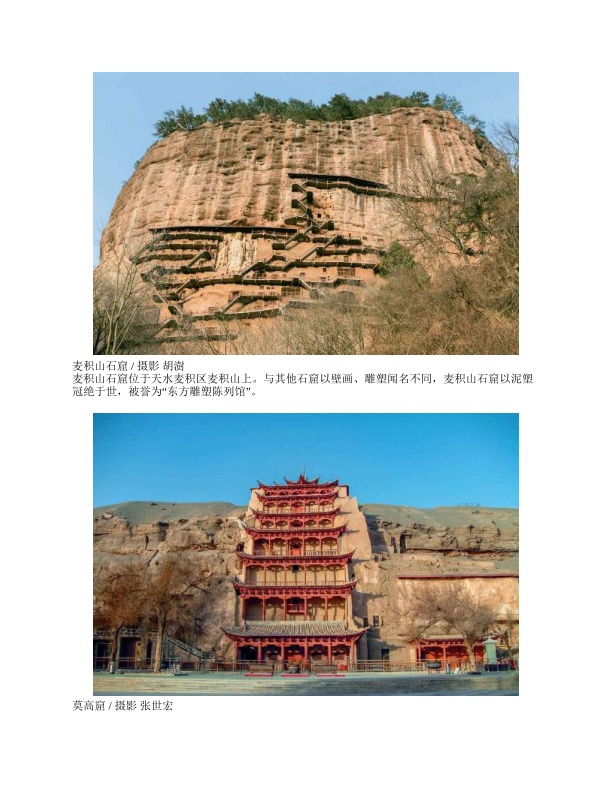 麦积山石窟 / 摄影 胡澍
麦积山石窟位于天水麦积区麦积山上。与其他石窟以壁画、雕塑闻名不同，麦积山石窟以泥塑
冠绝于世，被誉为“东方雕塑陈列馆”。
莫高窟 / 摄影 张世宏